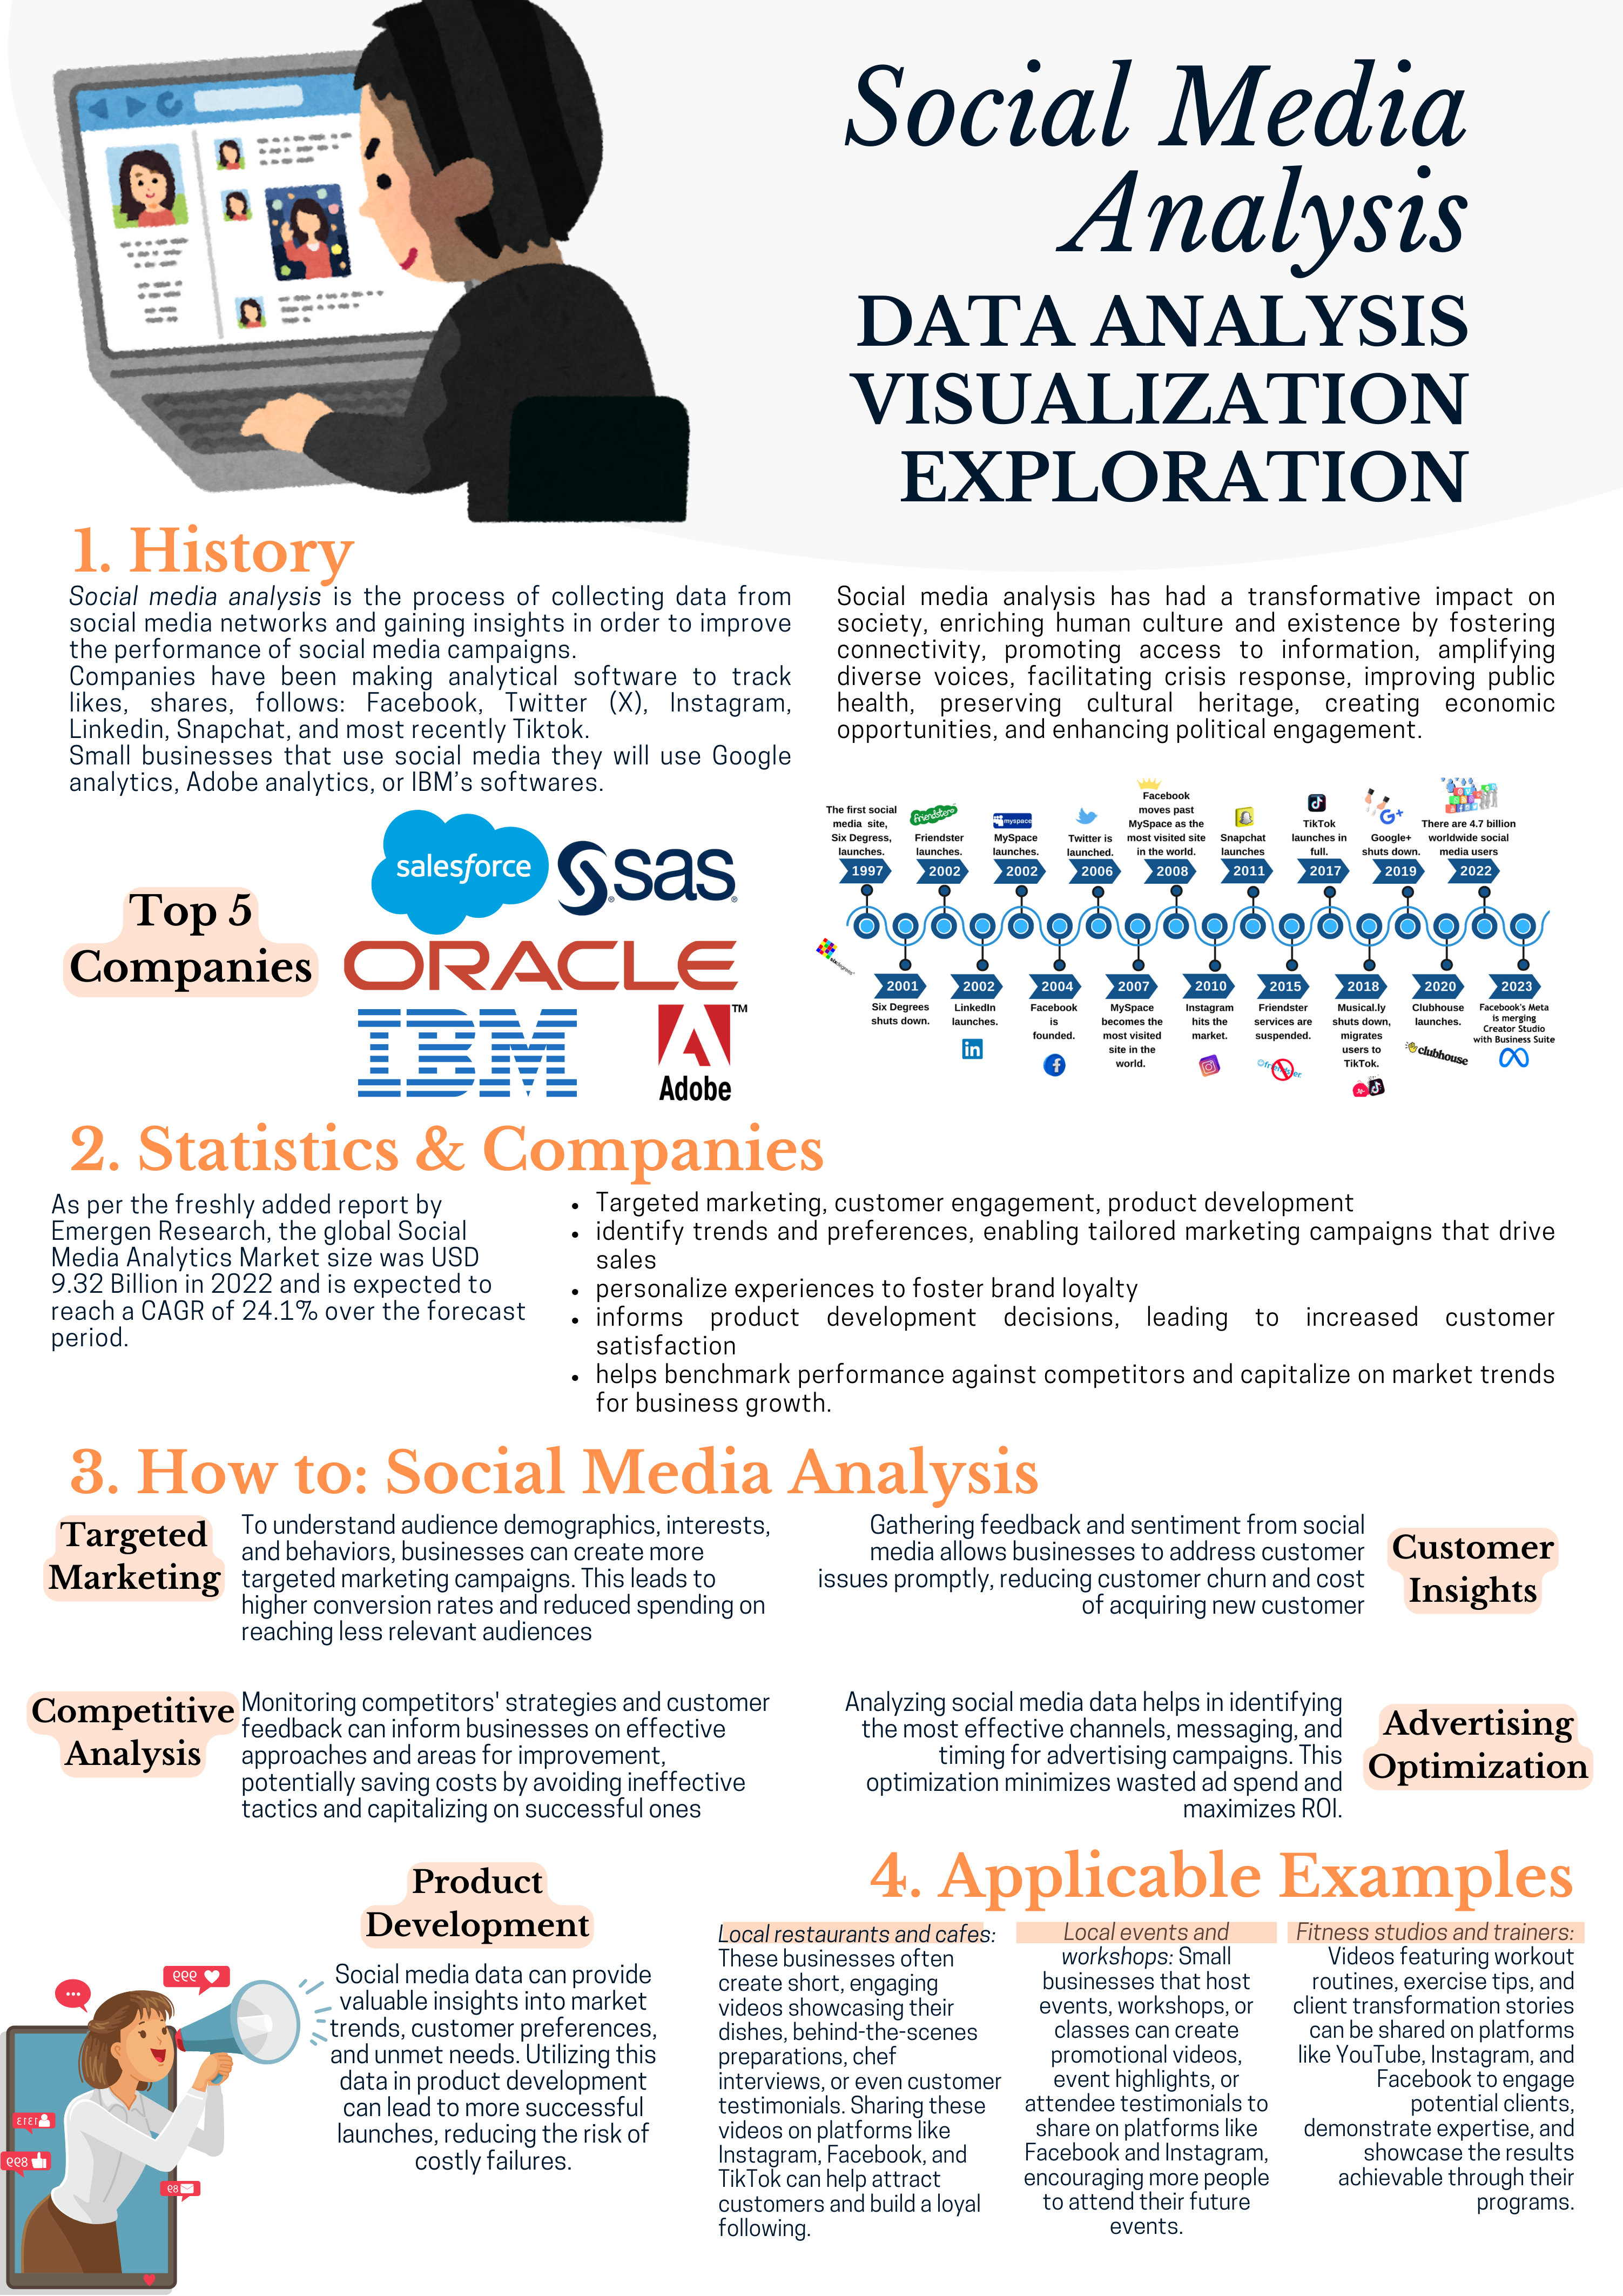 Social Media
Analysis
DATA ANALYSIS
VISUALIZATION
EXPLORATION
1. History
Social media analysis is the process of collecting data from
social media networks and gaining insights in order to improve
the performance of social media campaigns.
Companies have been making analytical software to track
likes, shares, follows: Facebook, Twitter (X), Instagram,
Linkedin, Snapchat, and most recently Tiktok.
Small businesses that use social media they will use Google
analytics, Adobe analytics, or IBM's softwares.
Social media analysis has had a transformative impact on
society, enriching human culture and existence by fostering
connectivity, promoting access to information, amplifying
diverse voices, facilitating crisis response, improving public
health, preserving cultural heritage, creating economic
opportunities, and enhancing political engagement.
Top 5
Companies
salesforce
sas
ORACLE
IBM
Adobe
TM
The first social
media site,
Six Degress,
launches.
1997
friendster
Friendster
launches.
2002
myspace
MySpace
launches.
2002
Twitter is
launched.
2006
Facebook
moves past
MySpace as the
most visited site
in the world.
2008
Snapchat
launches
2011
TikTok
launches in
full.
2017
G+
Google+
shuts down.
2019
There are 4.7 billion
worldwide social
media users
2022
sixdegrees
2001
Six Degrees
shuts down.
2002
LinkedIn
launches.
in
2004
Facebook
is
founded.
f
2007
MySpace
becomes the
most visited
site in the
world.
2010
Instagram
hits the
market.
2015
Friendster
services are
suspended.
friendster
2018
Musical.ly
shuts down,
migrates
users to
TikTok.
2020
Clubhouse
launches.
clubhouse
2023
Facebook's Meta
is merging
Creator Studio
with Business Suite
2. Statistics & Companies
As per the freshly added report by
Emergen Research, the global Social
Media Analytics Market size was USD
9.32 Billion in 2022 and is expected to
reach a CAGR of 24.1% over the forecast
period.
• Targeted marketing, customer engagement, product development
• identify trends and preferences, enabling tailored marketing campaigns that drive
sales
• personalize experiences to foster brand loyalty
• informs product development decisions, leading to increased customer
satisfaction
• helps benchmark performance against competitors and capitalize on market trends
for business growth.
3. How to: Social Media Analysis
Targeted
Marketing
To understand audience demographics, interests,
and behaviors, businesses can create more
targeted marketing campaigns. This leads to
higher conversion rates and reduced spending on
reaching less relevant audiences
Gathering feedback and sentiment from social
media allows businesses to address customer
issues promptly, reducing customer churn and cost
of acquiring new customer
Customer
Insights
Competitive
Analysis
Monitoring competitors' strategies and customer
feedback can inform businesses on effective
approaches and areas for improvement,
potentially saving costs by avoiding ineffective
tactics and capitalizing on successful ones
Analyzing social media data helps in identifying
the most effective channels, messaging, and
timing for advertising campaigns. This
optimization minimizes wasted ad spend and
maximizes ROI.
Advertising
Optimization
Product
Development
Social media data can provide
valuable insights into market
trends, customer preferences,
and unmet needs. Utilizing this
data in product development
can lead to more successful
launches, reducing the risk of
costly failures.
999
1313
899
89
4. Applicable Examples
Local restaurants and cafes:
These businesses often
create short, engaging
videos showcasing their
dishes, behind-the-scenes
preparations, chef
interviews, or even customer
testimonials. Sharing these
videos on platforms like
Instagram, Facebook, and
TikTok can help attract
customers and build a loyal
following.
Local events and
workshops: Small
businesses that host
events, workshops, or
classes can create
promotional videos,
event highlights, or
attendee testimonials to
share on platforms like
Facebook and Instagram,
encouraging more people
to attend their future
events.
Fitness studios and trainers:
Videos featuring workout
routines, exercise tips, and
client transformation stories
can be shared on platforms
like YouTube, Instagram, and
Facebook to engage
potential clients,
demonstrate expertise, and
showcase the results
achievable through their
programs.